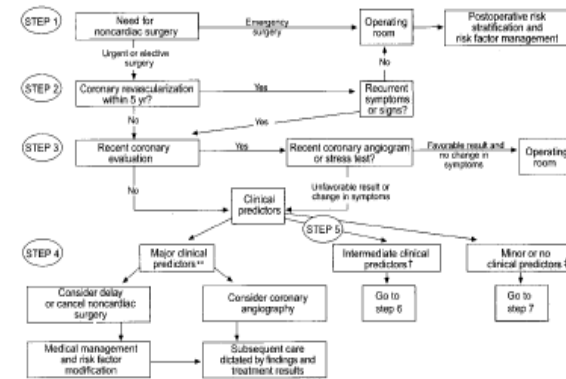 STEP 1
Need for
noncardiac surgery
Emergency
surgery
Operating
room
Postoperative risk
stratification and
risk factor management
Urgent or elective
surgery
No
STEP 2
Coronary revascularization
within 5 yr?
Yes
Recurrent
symptoms
or signs?
No
Yes
STEP 3
Recent coronary
evaluation
Yes
Recent coronary angiogram
or stress test?
Favorable result and
no change in
symptoms
Operating
room
No
Unfavorable result or
change in symptoms
Clinical
predictors
STEP 5
STEP 4
Major clinical
predictors**
Intermediate clinical
predictors†
Minor or no
clinical predictors‡
Consider delay
or cancel noncardiac
surgery
Consider coronary
angiography
Go to
step 6
Go to
step 7
Medical management
and risk factor
modification
Subsequent care
dictated by findings and
treatment results